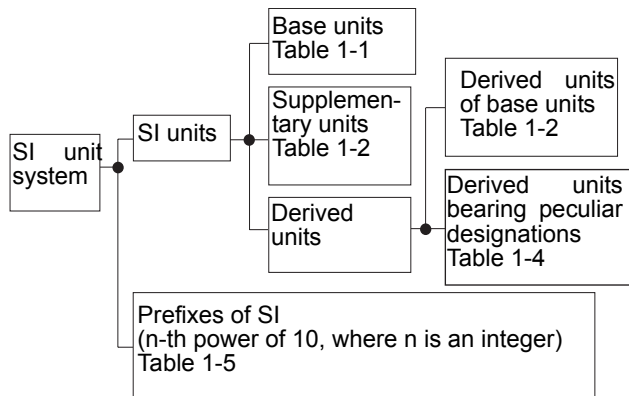 SI unit
system
SI units
Base units
Table 1-1
Supplemen-
tary units
Table 1-2
Derived
units
Derived units
of base units
Table 1-2
Derived units
bearing peculiar
designations
Table 1-4
Prefixes of SI
(n-th power of 10, where n is an integer)
Table 1-5